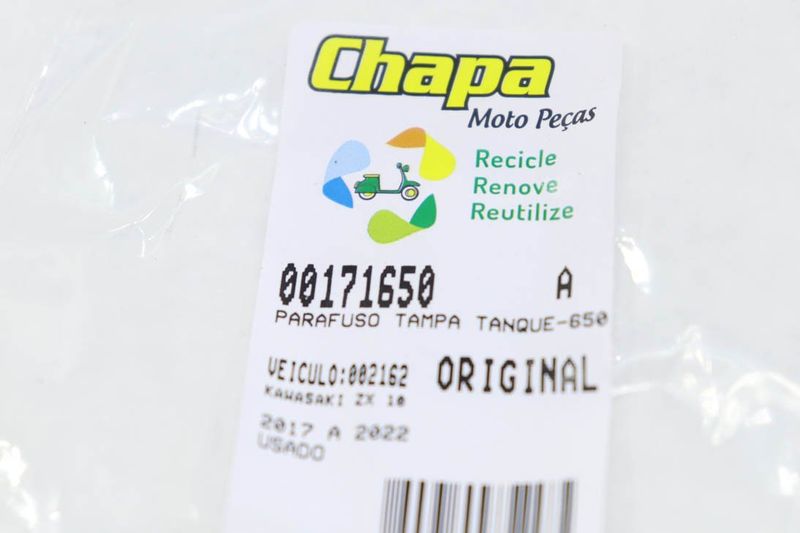 Chapa
Moto Peças
Recicle
Renove
Reutilize
00171650 A
PARAFUSO TAMPA TANQUE-650
VEICULO:002162 ORIGINAL
KAWASAKI ZX 10
2017 A 2022
USADO